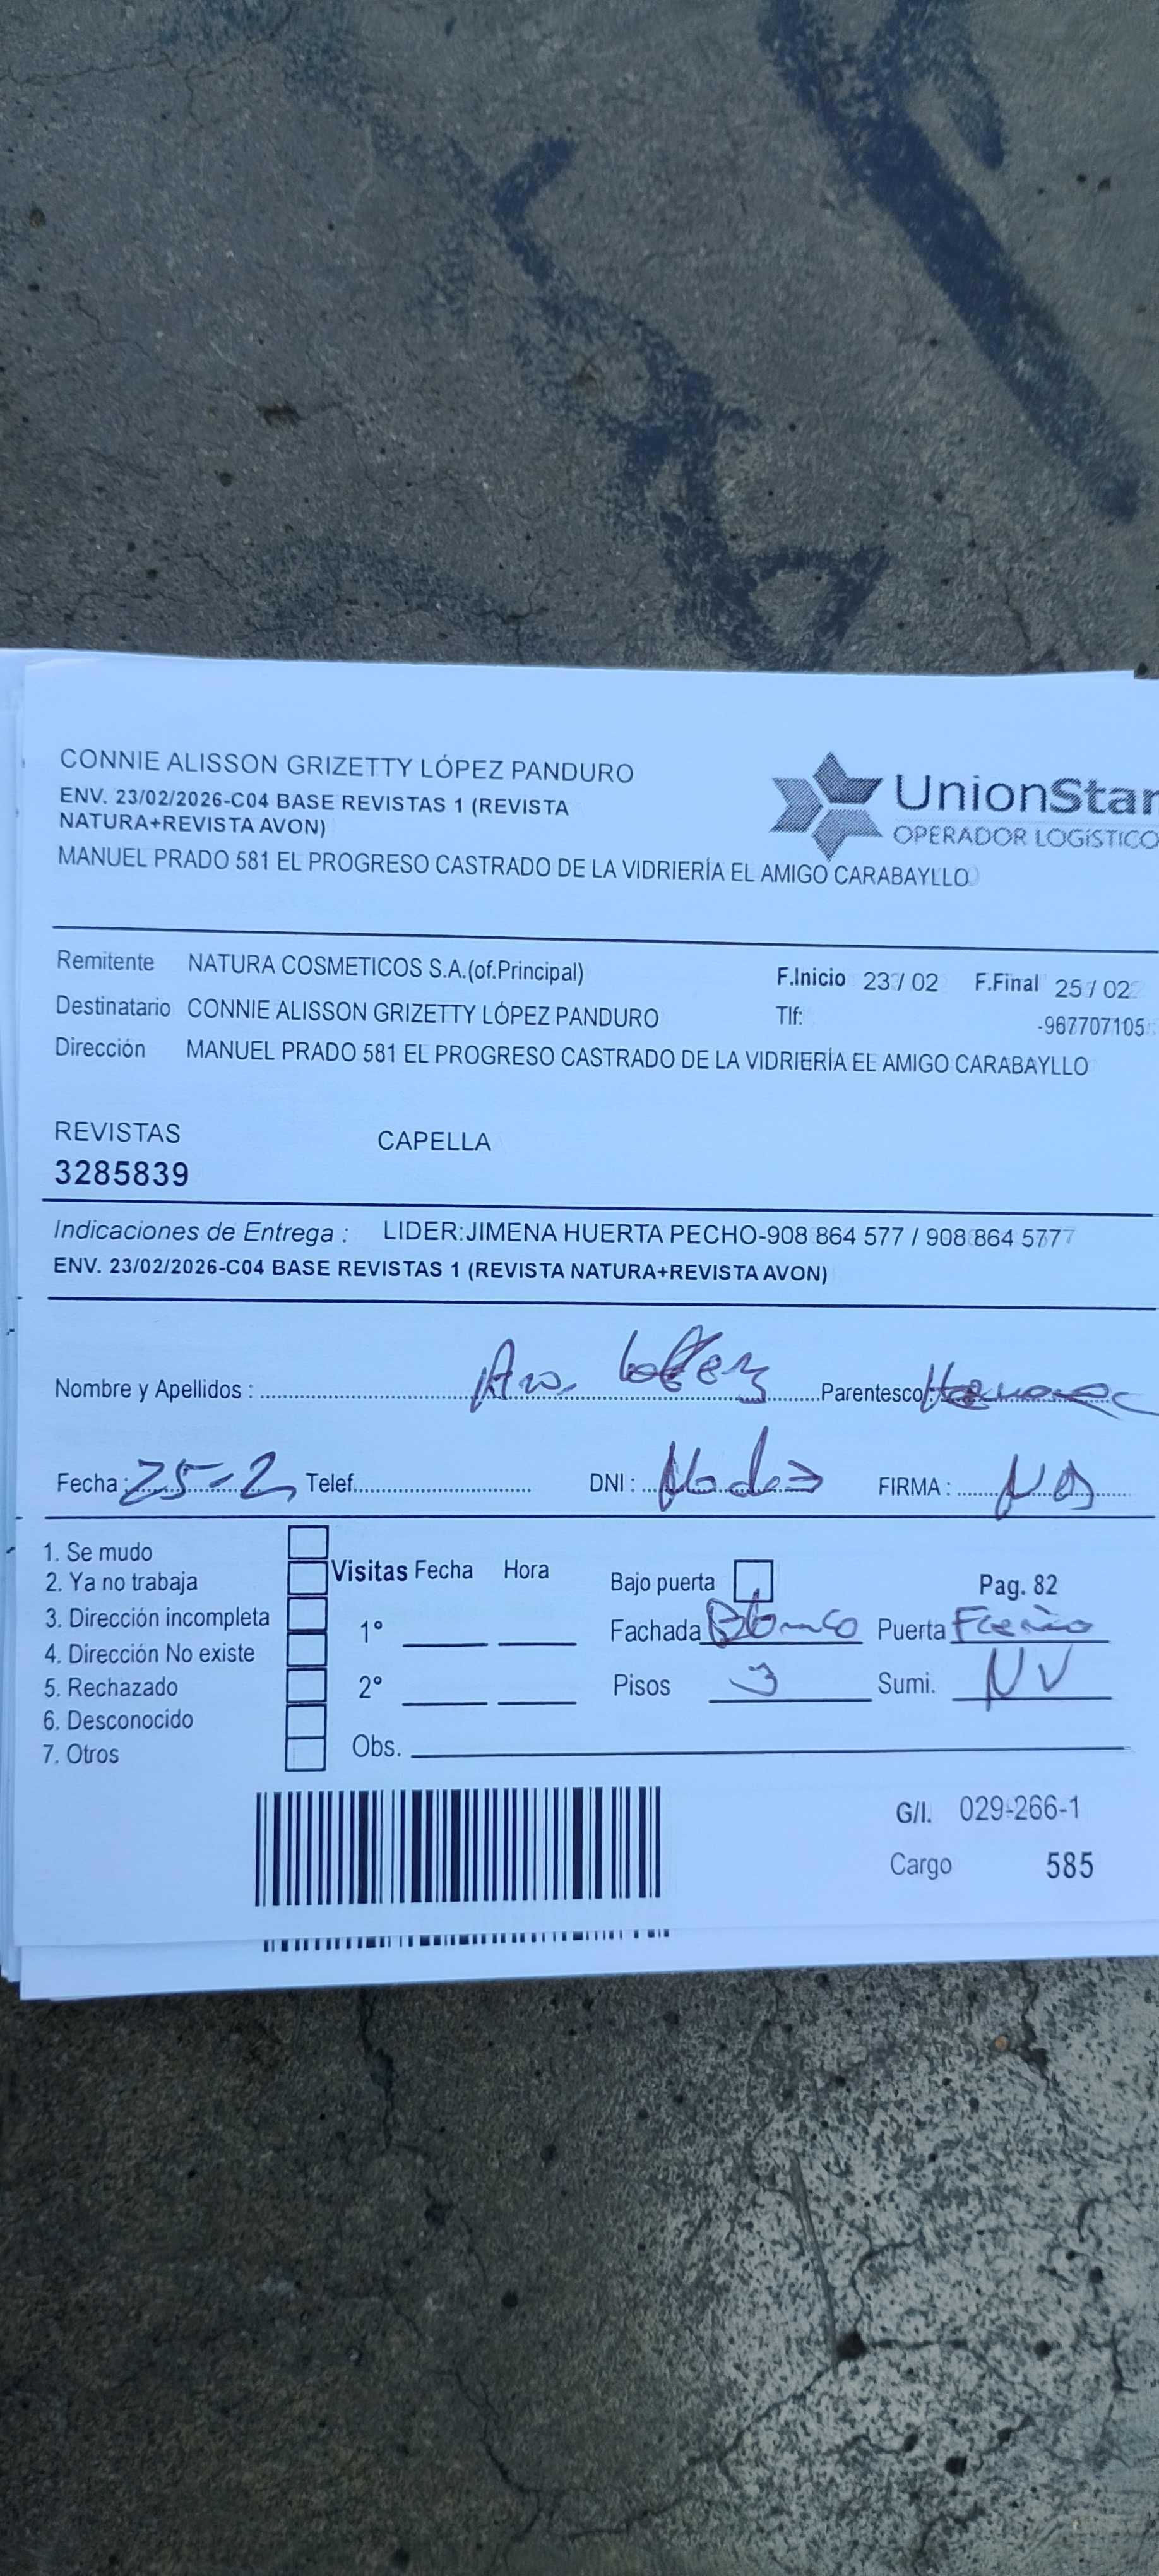 CONNIE ALISSON GRIZETTY LÓPEZ PANDURO
ENV. 23/02/2026-C04 BASE REVISTAS 1 (REVISTA
NATURA+REVISTA AVON)
MANUEL PRADO 581 EL PROGRESO CASTRADO DE LA VIDRIERÍA EL AMIGO CARABAYLLO
UnionStar
OPERADOR LOGÍSTICO
Remitente NATURA COSMETICOS S.A.(of.Principal) F.Inicio 23 / 02 F.Final 25 / 02
Destinatario CONNIE ALISSON GRIZETTY LÓPEZ PANDURO Tlf: -967707105
Dirección MANUEL PRADO 581 EL PROGRESO CASTRADO DE LA VIDRIERÍA EL AMIGO CARABAYLLO
REVISTAS CAPELLA
3285839
Indicaciones de Entrega : LIDER:JIMENA HUERTA PECHO-908 864 577 / 908 864 577
ENV. 23/02/2026-C04 BASE REVISTAS 1 (REVISTA NATURA+REVISTA AVON)
Nombre y Apellidos : Parentesco
Fecha : 25-2 Telef. DNI : FIRMA :
1. Se mudo
2. Ya no trabaja
3. Dirección incompleta
4. Dirección No existe
5. Rechazado
6. Desconocido
7. Otros
Visitas Fecha Hora
1°
2°
Obs.
Bajo puerta Pag. 82
Fachada Blanco Puerta
Pisos 3 Sumi. NV
G/I. 029-266-1
Cargo 585